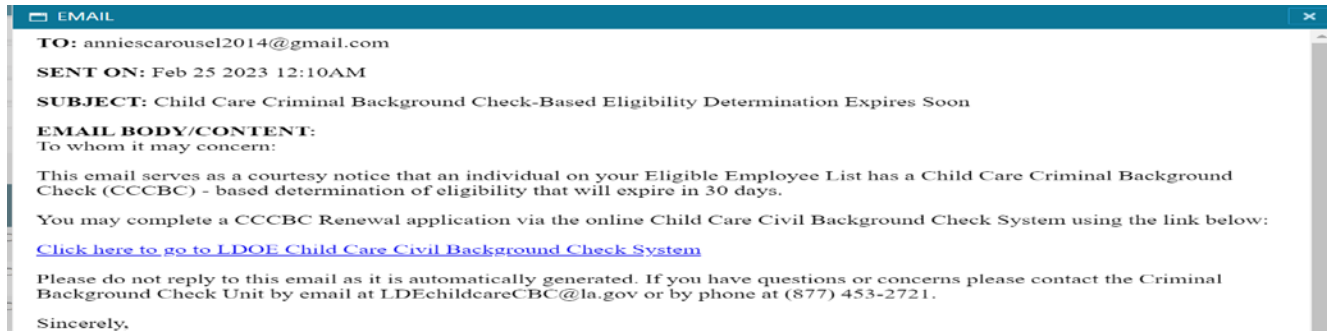 EMAIL
TO: anniescarousel2014@gmail.com
SENT ON: Feb 25 2023 12:10AM
SUBJECT: Child Care Criminal Background Check-Based Eligibility Determination Expires Soon
EMAIL BODY/CONTENT:
To whom it may concern:
This email serves as a courtesy notice that an individual on your Eligible Employee List has a Child Care Criminal Background
Check (CCCBC) - based determination of eligibility that will expire in 30 days.
You may complete a CCCBC Renewal application via the online Child Care Civil Background Check System using the link below:
Click here to go to LDOE Child Care Civil Background Check System
Please do not reply to this email as it is automatically generated. If you have questions or concerns please contact the Criminal
Background Check Unit by email at LDEchildcareCBC@la.gov or by phone at (877) 453-2721.
Sincerely,